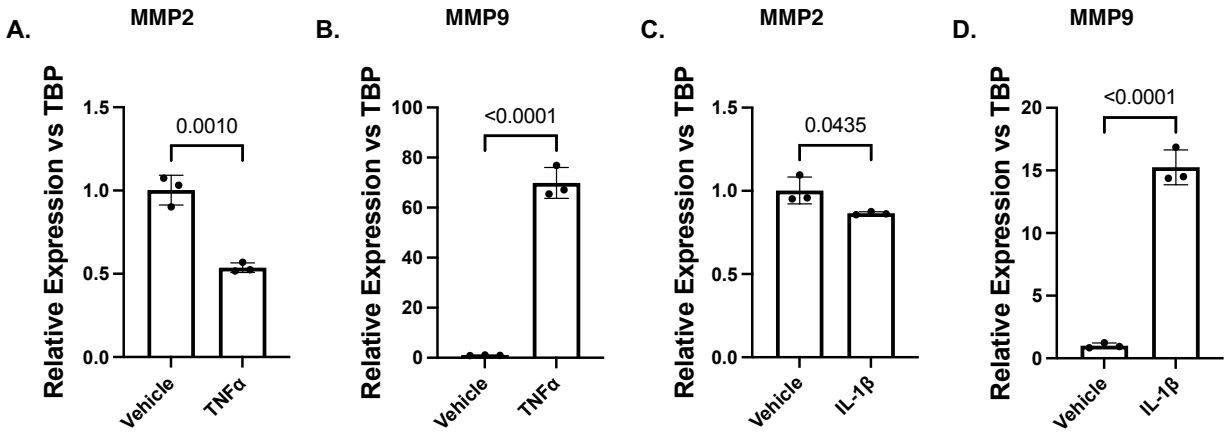 A.
MMP2
Relative Expression vs TBP
1.5
1.0
0.5
0.0
0.0010
Vehicle
TNFα
B.
MMP9
Relative Expression vs TBP
100
80
60
40
20
0
<0.0001
Vehicle
TNFα
C.
MMP2
Relative Expression vs TBP
1.5
1.0
0.5
0.0
0.0435
Vehicle
IL-1β
D.
MMP9
Relative Expression vs TBP
20
15
10
5
0
<0.0001
Vehicle
IL-1β